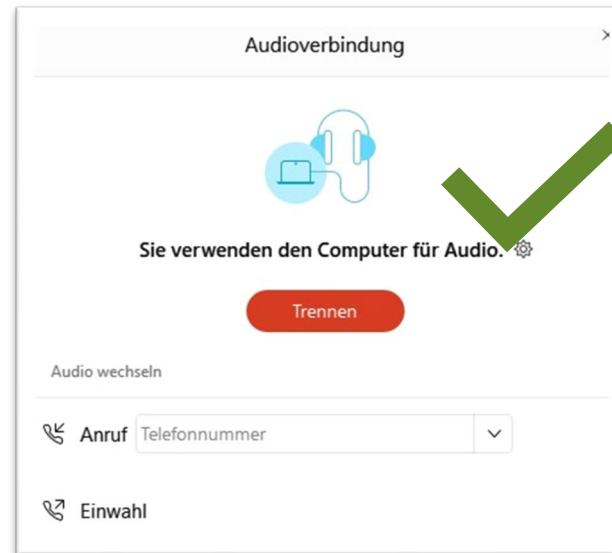 Audioverbindung
Sie verwenden den Computer für Audio.
Trennen
Audio wechseln
Anruf Telefonnummer
Einwahl